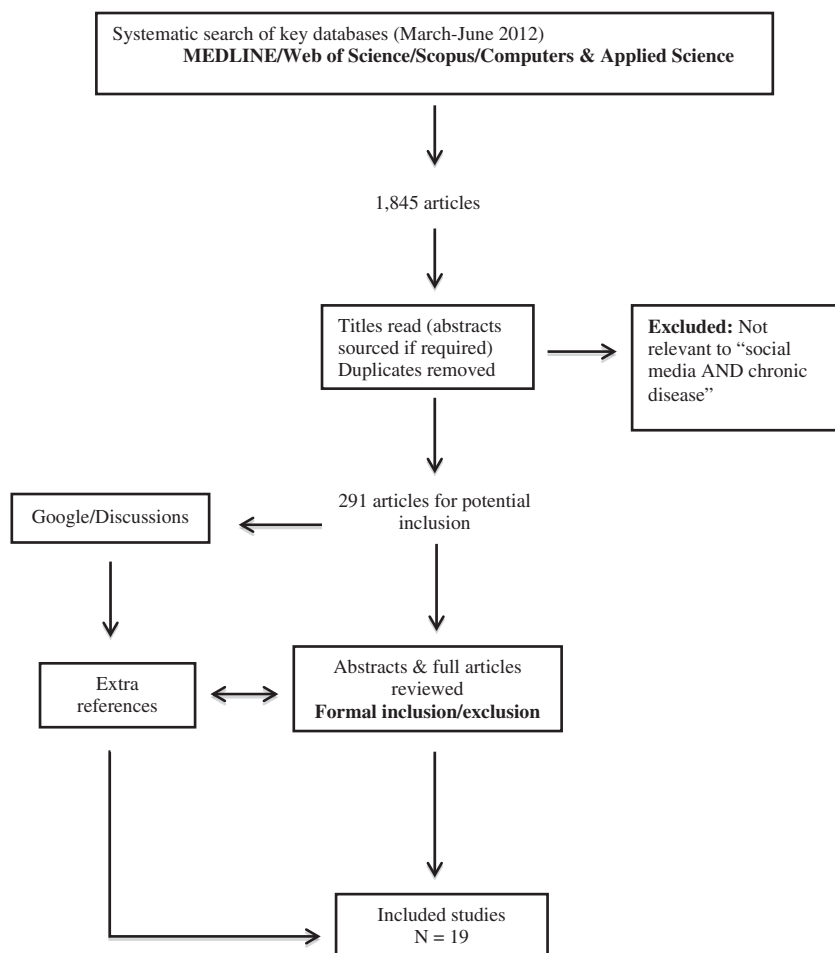 Systematic search of key databases (March-June 2012)
MEDLINE/Web of Science/Scopus/Computers & Applied Science
1,845 articles
Titles read (abstracts
sourced if required)
Duplicates removed
Excluded: Not
relevant to “social
media AND chronic
disease”
291 articles for potential
inclusion
Google/Discussions
Extra
references
Abstracts & full articles
reviewed
Formal inclusion/exclusion
Included studies
N = 19